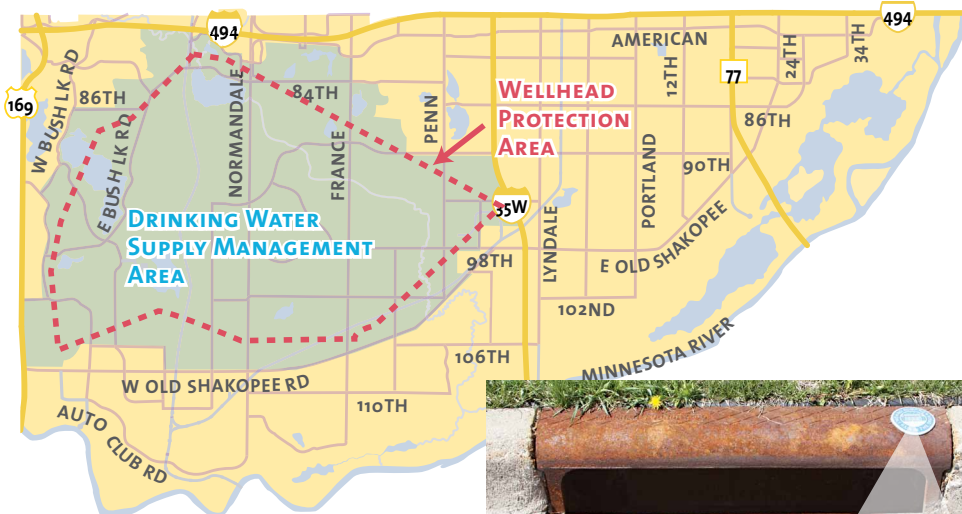 494
494
AMERICAN
12TH
24TH
34TH
77
169
W BUSH LK RD
86TH
E BUSH LK RD
NORMANDALE
84TH
FRANCE
PENN
WELLHEAD
PROTECTION
AREA
86TH
90TH
PORTLAND
DRINKING WATER
SUPPLY MANAGEMENT
AREA
35W
LYNDALE
98TH
E OLD SHAKOPEE
102ND
MINNESOTA RIVER
106TH
W OLD SHAKOPEE RD
110TH
AUTO CLUB RD